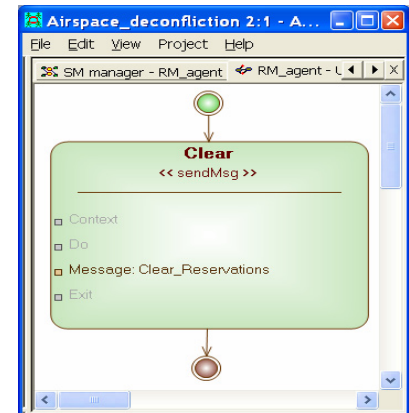 Airspace_deconfliction 2:1 - A...
File Edit View Project Help
SM manager - RM_agent RM_agent - U
Clear
<< sendMsg >>
Context
Do
Message: Clear_Reservations
Exit